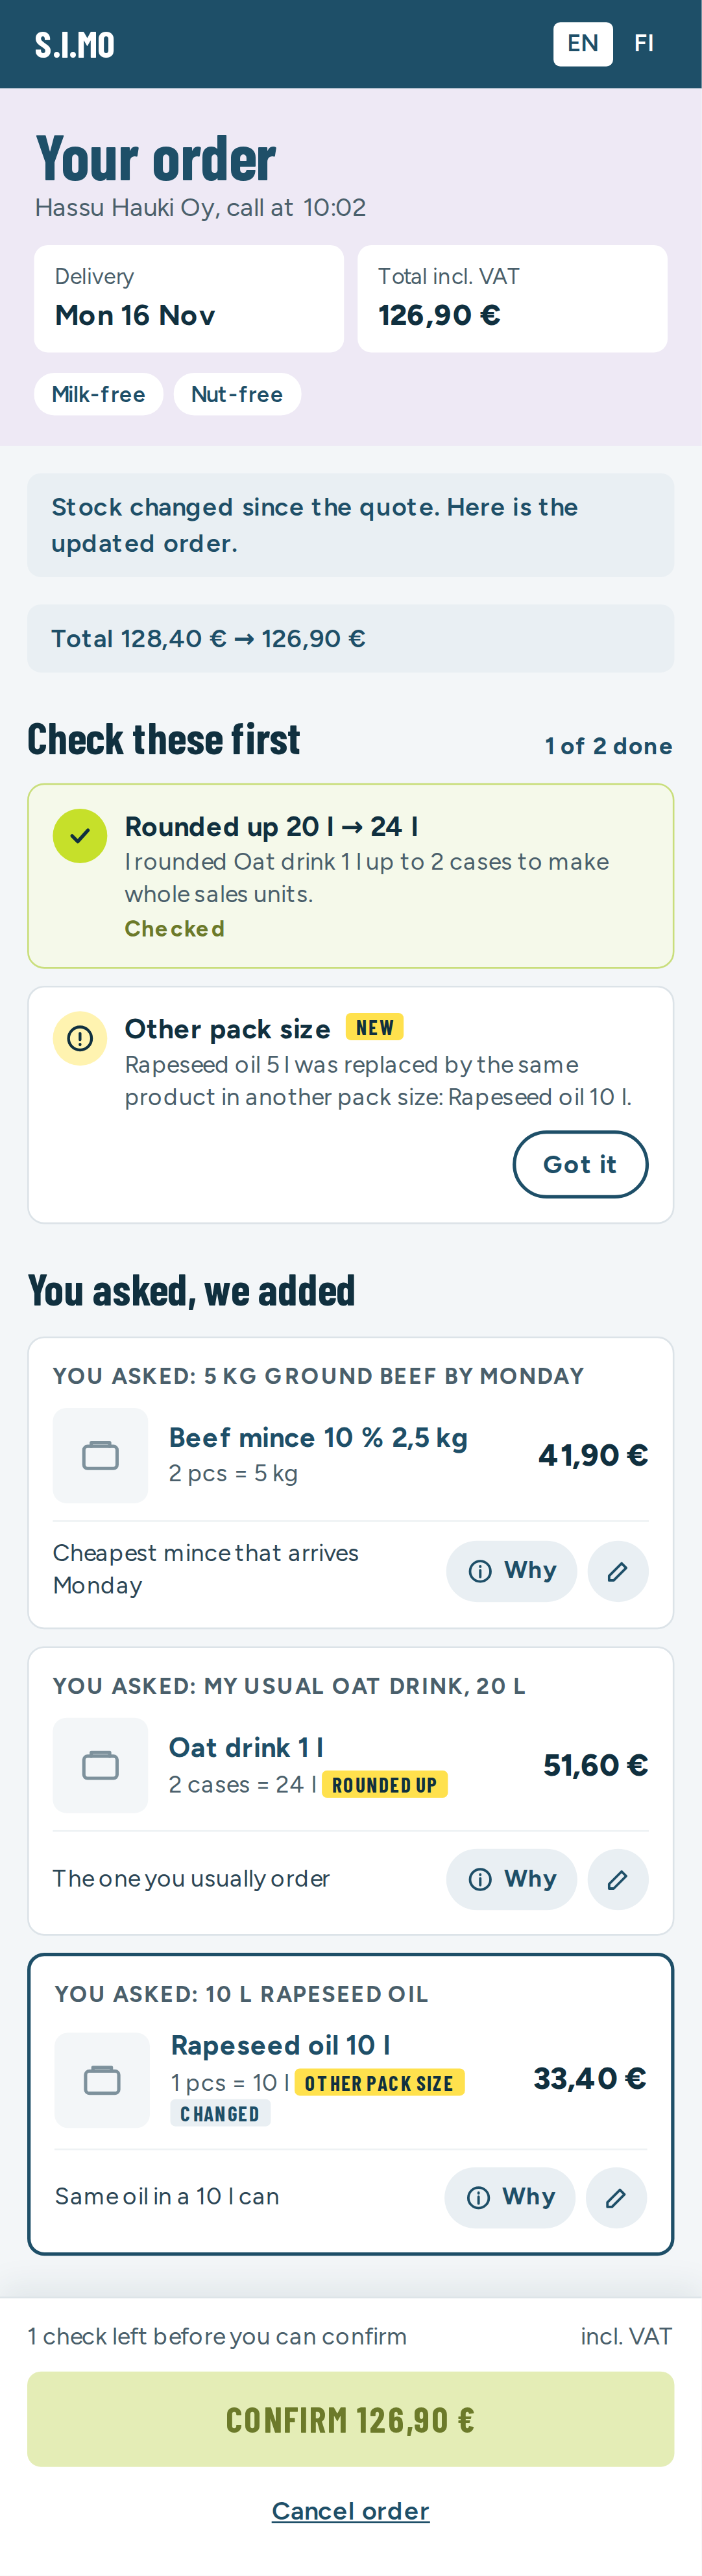 S.I.MO
EN
FI
Your order
Hassu Hauki Oy, call at 10:02
Delivery
Mon 16 Nov
Total incl. VAT
126,90 €
Milk-free
Nut-free
Stock changed since the quote. Here is the
updated order.
Total 128,40 € → 126,90 €
Check these first
1 of 2 done
Rounded up 20 l → 24 l
I rounded Oat drink 1 l up to 2 cases to make
whole sales units.
Checked
Other pack size
NEW
Rapeseed oil 5 l was replaced by the same
product in another pack size: Rapeseed oil 10 l.
Got it
You asked, we added
YOU ASKED: 5 KG GROUND BEEF BY MONDAY
Beef mince 10 % 2,5 kg
2 pcs = 5 kg
41,90 €
Cheapest mince that arrives
Monday
Why
YOU ASKED: MY USUAL OAT DRINK, 20 L
Oat drink 1 l
2 cases = 24 l ROUNDED UP
51,60 €
The one you usually order
Why
YOU ASKED: 10 L RAPESEED OIL
Rapeseed oil 10 l
1 pcs = 10 l OTHER PACK SIZE
CHANGED
33,40 €
Same oil in a 10 l can
Why
1 check left before you can confirm
incl. VAT
CONFIRM 126,90 €
Cancel order